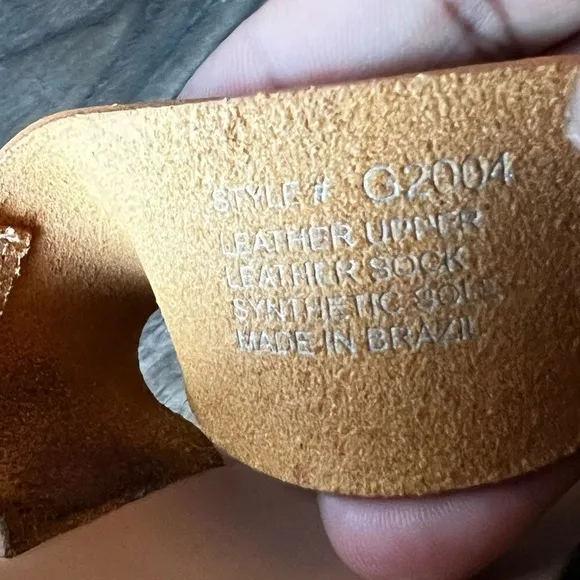 STYLE # G2004
LEATHER UPPER
LEATHER SOCK
SYNTHETIC SOLE
MADE IN BRAZIL